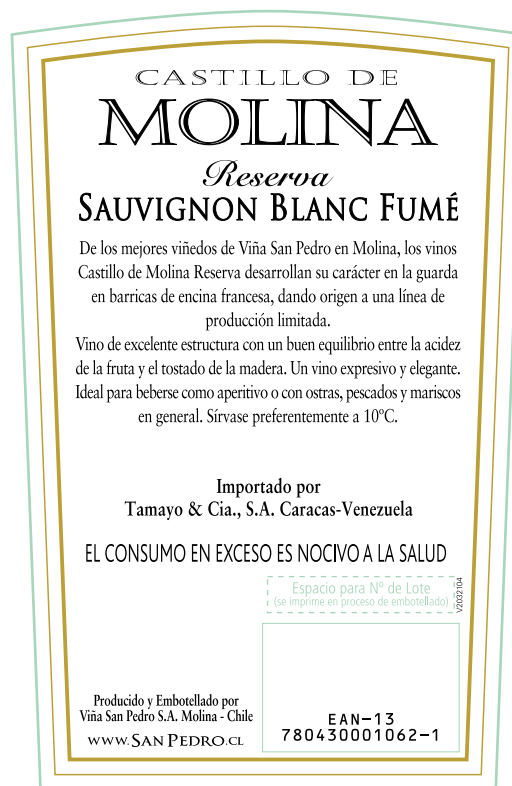 CASTILLO DE
MOLINA
Reserva
SAUVIGNON BLANC FUMÉ
De los mejores viñedos de Viña San Pedro en Molina, los vinos
Castillo de Molina Reserva desarrollan su carácter en la guarda
en barricas de encina francesa, dando origen a una línea de
producción limitada.
Vino de excelente estructura con un buen equilibrio entre la acidez
de la fruta y el tostado de la madera. Un vino expresivo y elegante.
Ideal para beberse como aperitivo o con ostras, pescados y mariscos
en general. Sírvase preferentemente a 10ºC.
Importado por
Tamayo & Cia., S.A. Caracas-Venezuela
EL CONSUMO EN EXCESO ES NOCIVO A LA SALUD
Espacio para Nº de Lote
(se imprime en proceso de embotellado)
V2032104
Producido y Embotellado por
Viña San Pedro S.A. Molina - Chile
WWW.SAN PEDRO.CL
EAN-13
780430001062-1